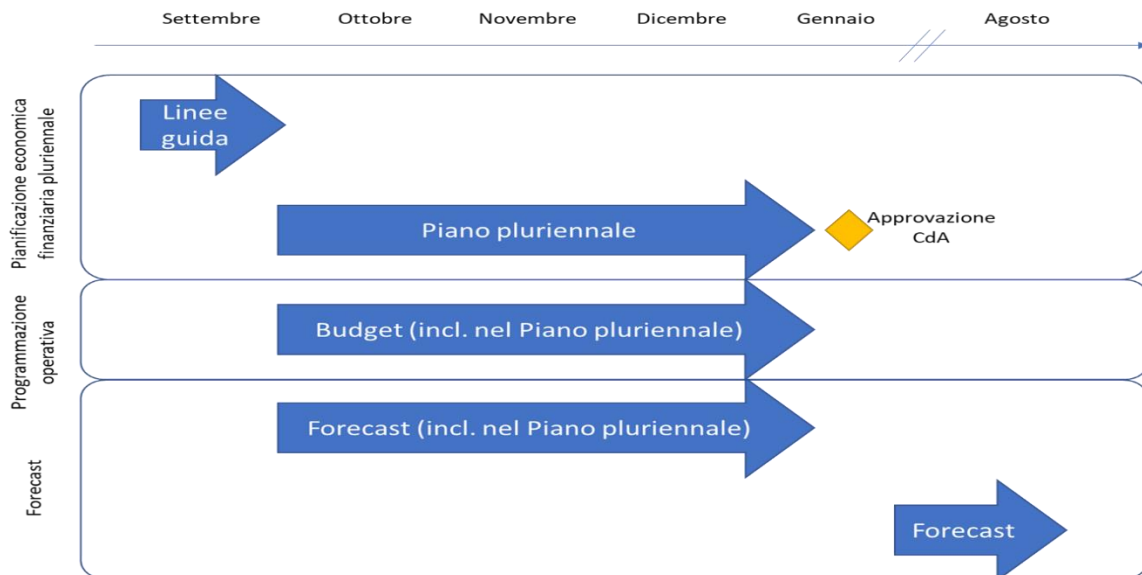 Settembre Ottobre Novembre Dicembre Gennaio Agosto
Pianificazione economica
finanziaria pluriennale
Linee
guida
Piano pluriennale
Approvazione
CdA
Programmazione
operativa
Budget (incl. nel Piano pluriennale)
Forecast
Forecast (incl. nel Piano pluriennale)
Forecast